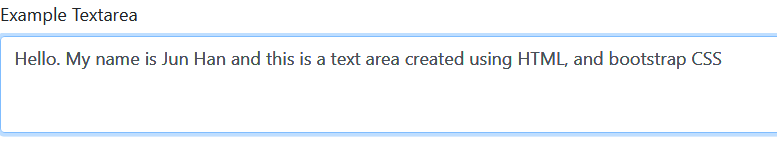 Example Textarea
Hello. My name is Jun Han and this is a text area created using HTML, and bootstrap CSS